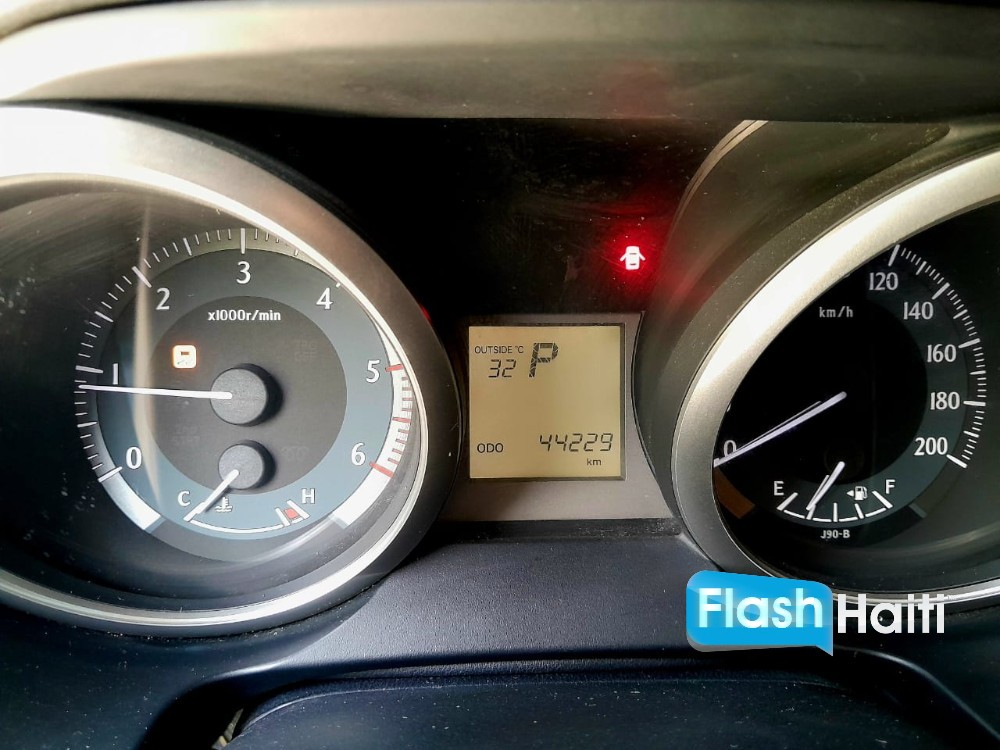 0
1
2
3
4
5
6
x1000r/min
C
H
OUTSIDE °C
32
P
ODO
44229
km
0
120
140
160
180
200
km/h
E
F
J90-B
Flash Haiti